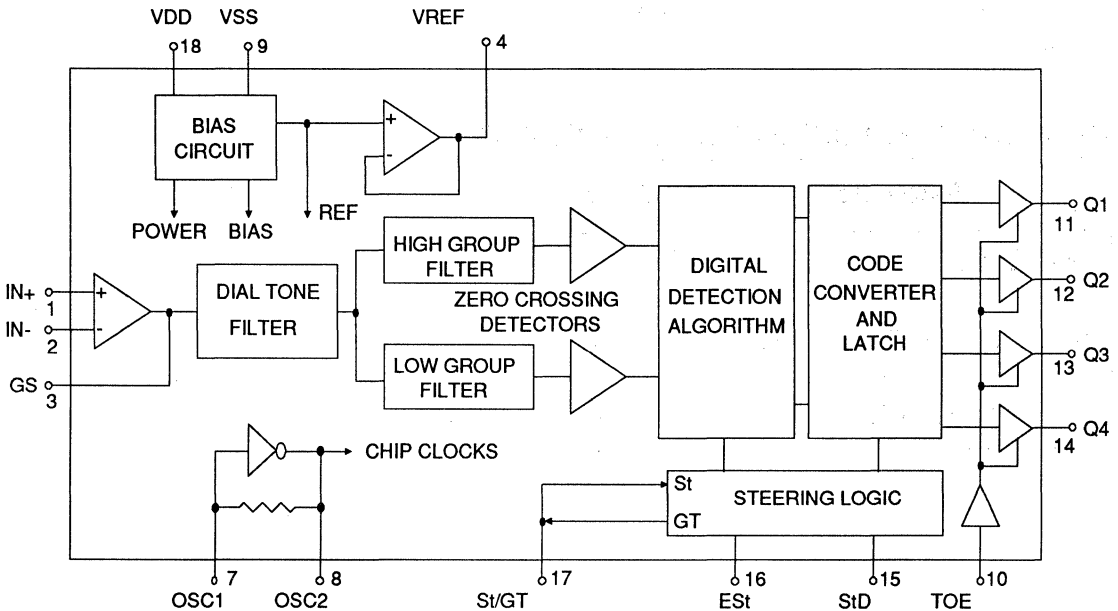 VDD VSS VREF
18 9 4
BIAS
CIRCUIT
+
-
POWER BIAS REF
Q1
11
HIGH GROUP
FILTER
IN+
1
+
IN-
2
-
GS
3
DIAL TONE
FILTER
ZERO CROSSING
DETECTORS
DIGITAL
DETECTION
ALGORITHM
CODE
CONVERTER
AND
LATCH
Q2
12
LOW GROUP
FILTER
Q3
13
Q4
14
CHIP CLOCKS
St
GT
STEERING LOGIC
7 8 17 16 15 10
OSC1 OSC2 St/GT ESt StD TOE